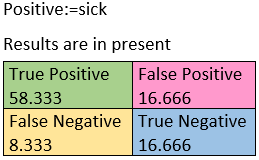 Positive:=sick
Results are in present
True Positive False Positive
58.333 16.666
False Negative True Negative
8.333 16.666